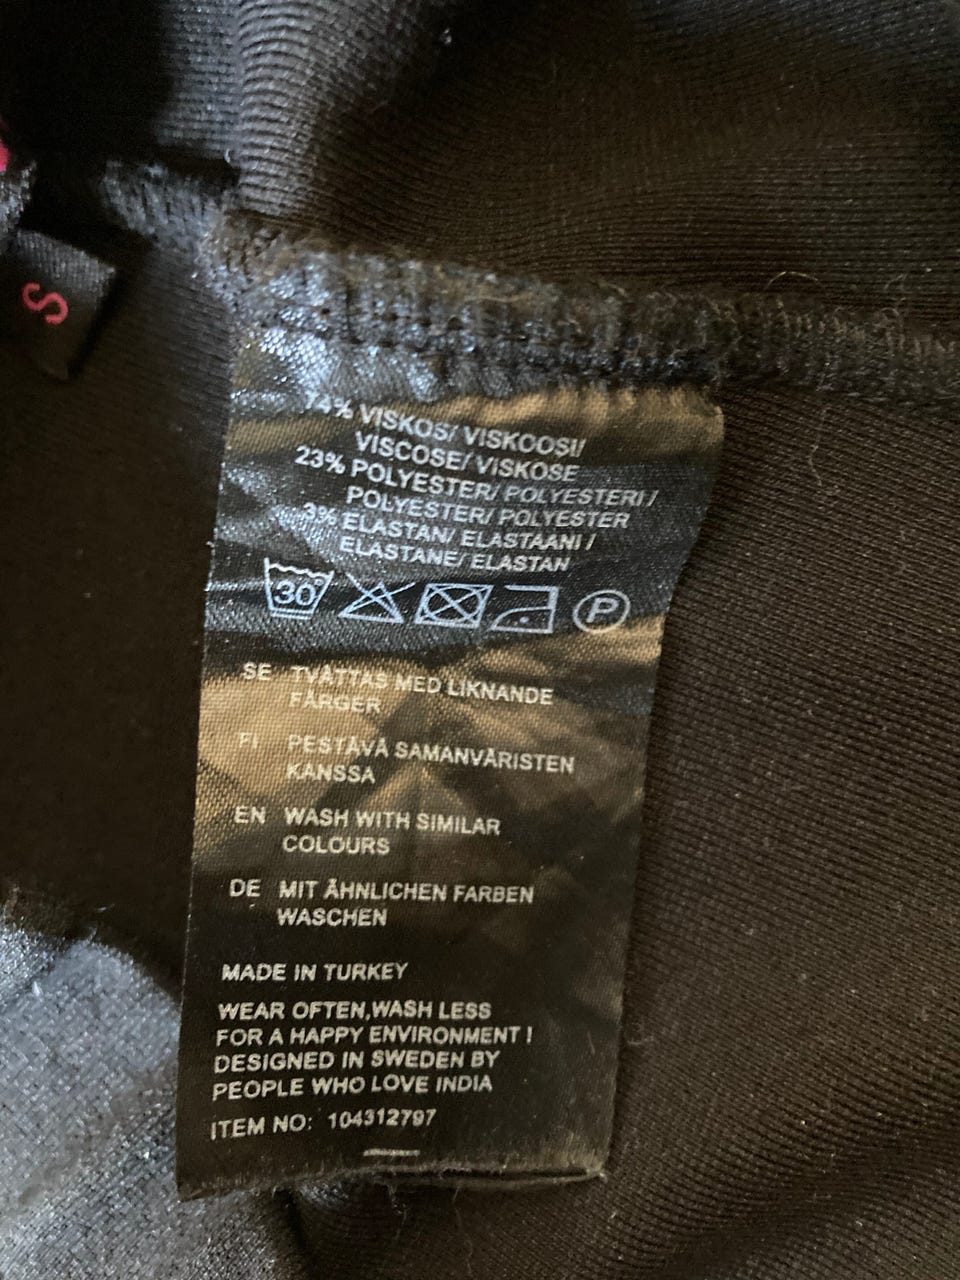 S
74% VISKOS/ VISKOOSI/
VISCOSE/ VISKOSE
23% POLYESTER/ POLYESTERI /
POLYESTER/ POLYESTER
3% ELASTAN/ ELASTAANI /
ELASTANE/ ELASTAN
30 P
SE TVÄTTAS MED LIKNANDE
FÄRGER
FI PESTÄVÄ SAMANVÄRISTEN
KANSSA
EN WASH WITH SIMILAR
COLOURS
DE MIT ÄHNLICHEN FARBEN
WASCHEN
MADE IN TURKEY
WEAR OFTEN,WASH LESS
FOR A HAPPY ENVIRONMENT !
DESIGNED IN SWEDEN BY
PEOPLE WHO LOVE INDIA
ITEM NO: 104312797